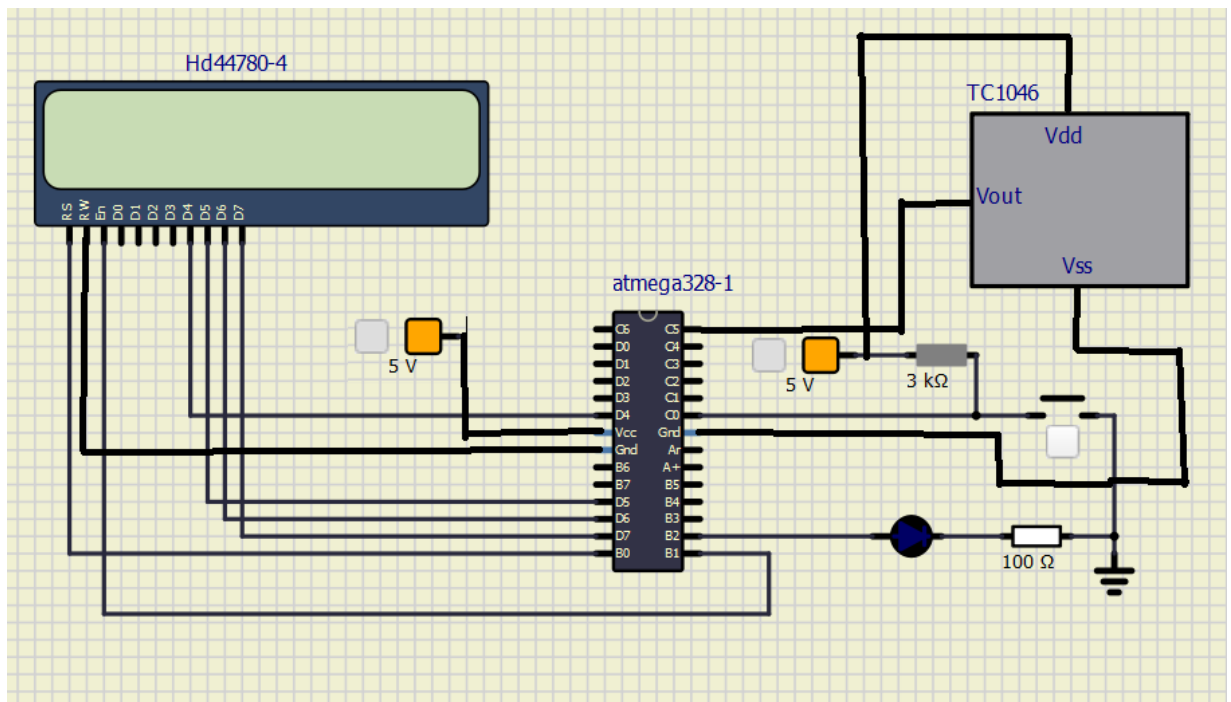 Hd44780-4
RS
RW
En
D0
D1
D2
D3
D4
D5
D6
D7
TC1046
Vdd
Vout
Vss
5 V
atmega328-1
C6
D0
D1
D2
D3
D4
Vcc
Gnd
B6
B7
D5
D6
D7
B0
C5
C4
C3
C2
C1
C0
Gnd
Ar
A+
B5
B4
B3
B2
B1
5 V
3 kΩ
100 Ω